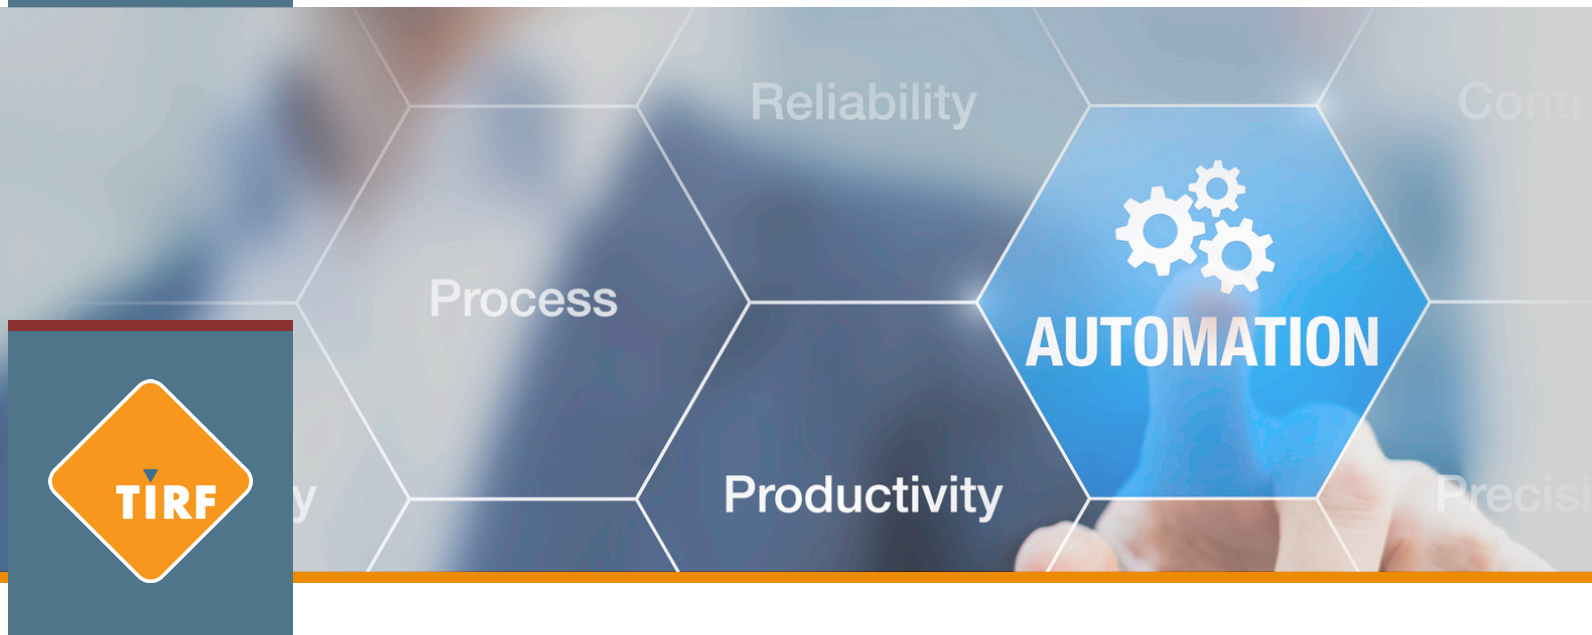 Reliability
Process
AUTOMATION
Productivity
TIRF